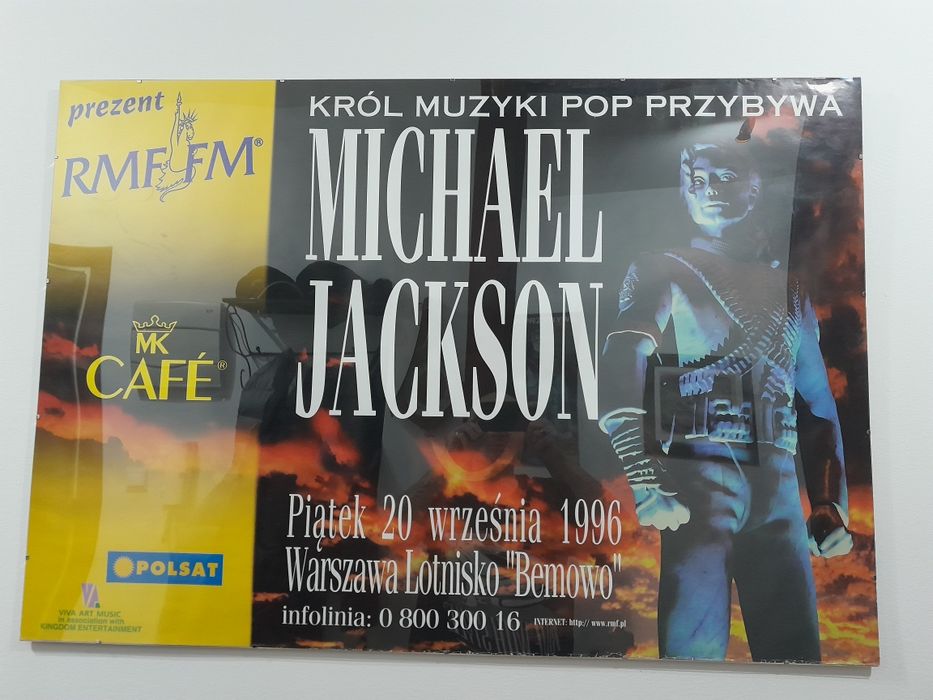 prezent
RMF FM®
MK
CAFÉ®
POLSAT
VIVA ART MUSIC
in association with
KINGDOM ENTERTAINMENT
KRÓL MUZYKI POP PRZYBYWA
MICHAEL
JACKSON
Piątek 20 września 1996
Warszawa Lotnisko "Bemowo"
infolinia: 0 800 300 16
INTERNET: http:// www.rmf.pl